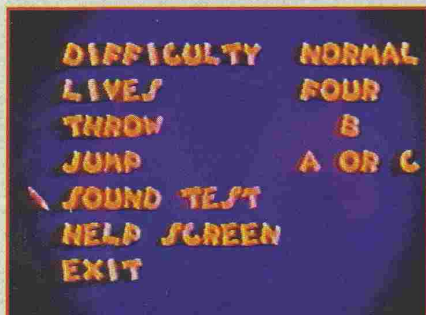 DIFFICULTY NORMAL
LIVES FOUR
THROW B
JUMP A OR C
SOUND TEST
HELP SCREEN
EXIT